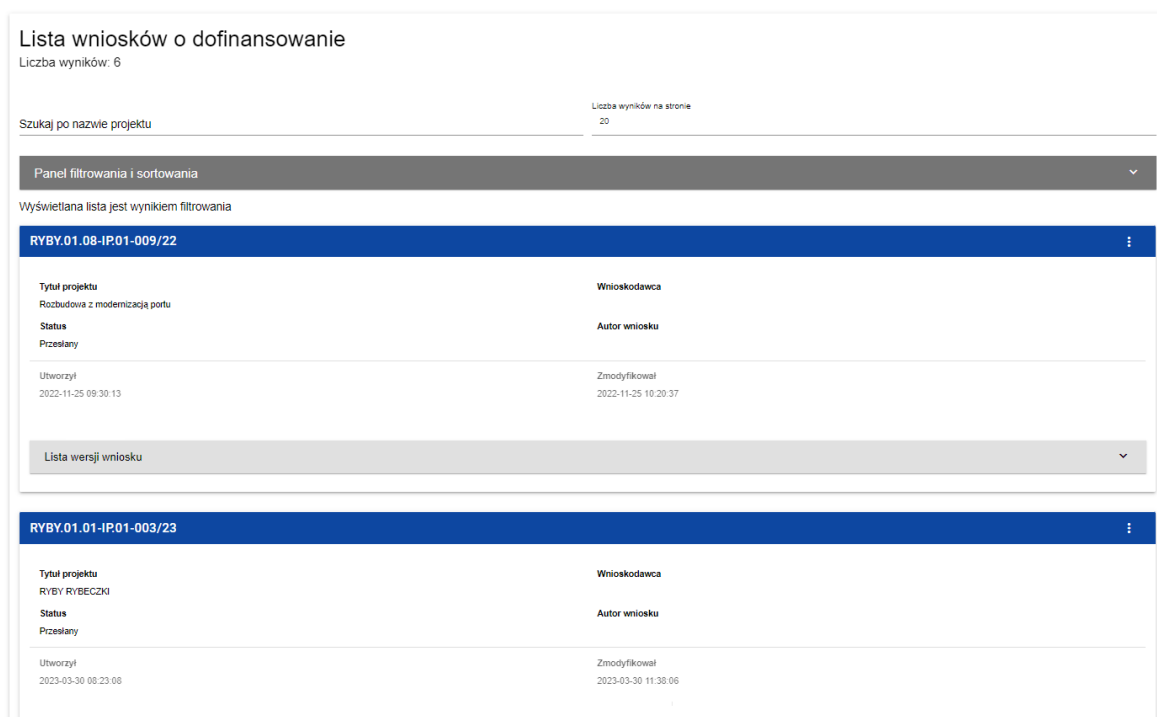 Lista wniosków o dofinansowanie
Liczba wyników: 6
Liczba wyników na stronie
Szukaj po nazwie projektu
20
Panel filtrowania i sortowania
Wyświetlana lista jest wynikiem filtrowania
RYBY.01.08-IP.01-009/22
Tytuł projektu
Wnioskodawca
Rozbudowa z modernizacją portu
Status
Autor wniosku
Przesłany
Utworzył
Zmodyfikował
2022-11-25 09:30:13
2022-11-25 10:20:37
Lista wersji wniosku
RYBY.01.01-IP.01-003/23
Tytuł projektu
Wnioskodawca
RYBY RYBECZKI
Status
Autor wniosku
Przesłany
Utworzył
Zmodyfikował
2023-03-30 08:23:08
2023-03-30 11:38:06